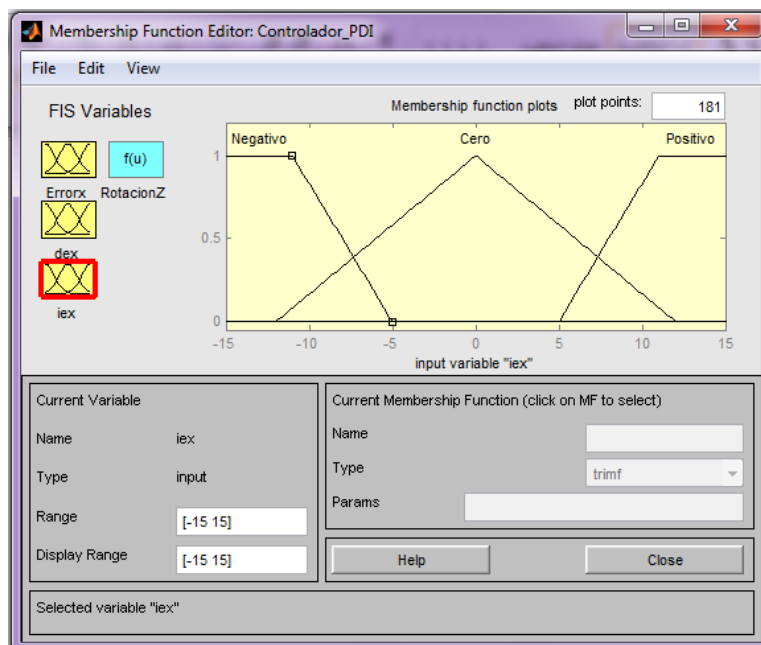 Membership Function Editor: Controlador_PDI
File Edit View
FIS Variables
Membership function plots plot points: 181
f(u)
Errorx RotacionZ
dex
iex
Negativo Cero Positivo
1
0.5
0
-15 -10 -5 0 5 10 15
input variable "iex"
Current Variable
Name iex
Type input
Range [-15 15]
Display Range [-15 15]
Current Membership Function (click on MF to select)
Name
Type trimf
Params
Help Close
Selected variable "iex"